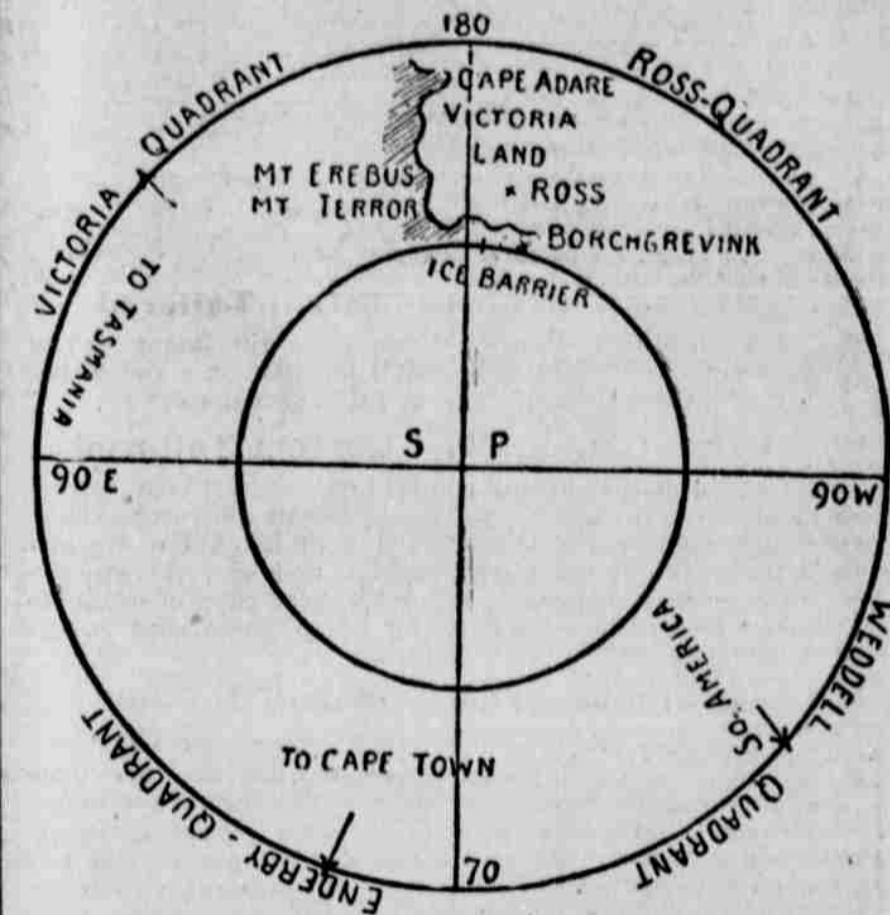 180
VICTORIA QUADRANT
ROSS-QUADRANT
CAPE ADARE
VICTORIA
LAND
MT EREBUS
MT TERROR
ROSS
BORCHGREVINK
ICE BARRIER
TO TASMANIA
S P
90 E
90W
WEDDELL QUADRANT
SO. AMERICA
TO CAPE TOWN
ENDERBY - QUADRANT
70